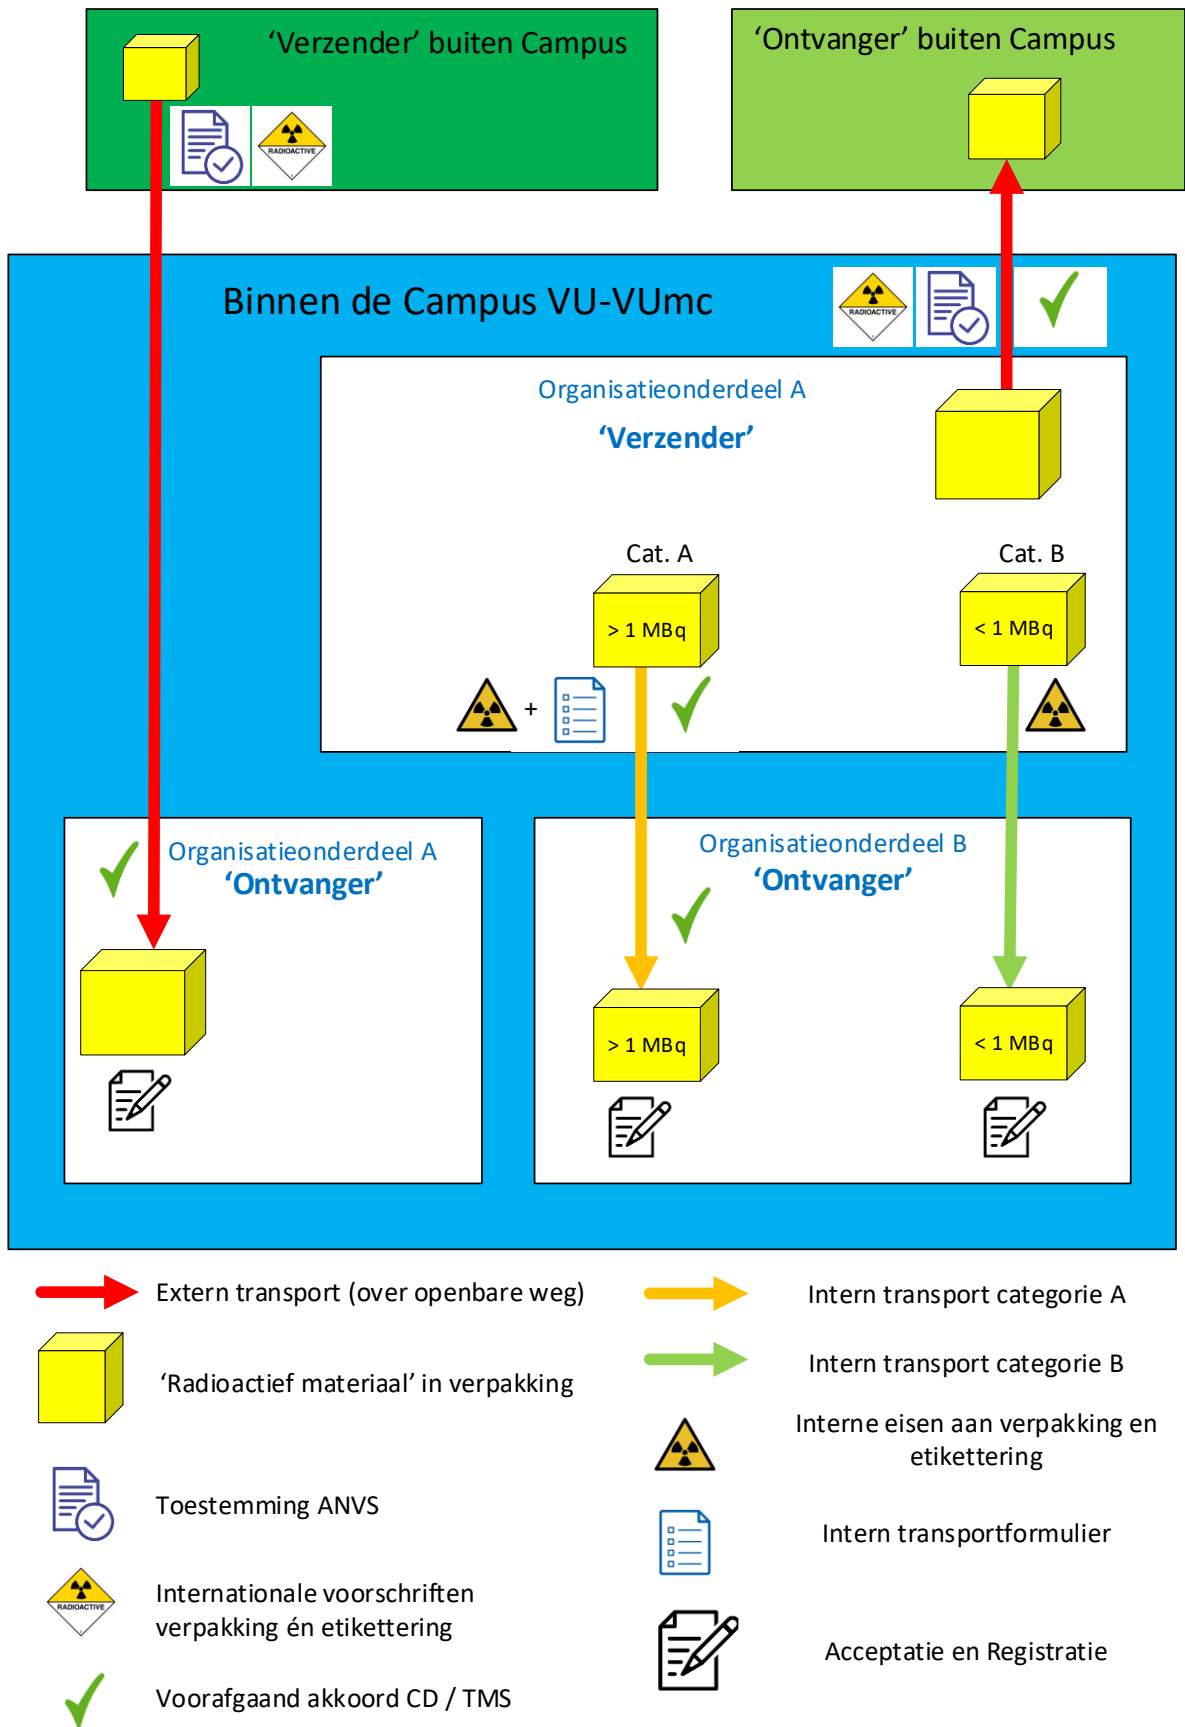 ‘Verzender’ buiten Campus
‘Ontvanger’ buiten Campus
RADIOACTIVE
Binnen de Campus VU-VUmc
RADIOACTIVE
Organisatieonderdeel A
‘Verzender’
Cat. A
Cat. B
> 1 MBq
< 1 MBq
+
Organisatieonderdeel A
‘Ontvanger’
Organisatieonderdeel B
‘Ontvanger’
> 1 MBq
< 1 MBq
Extern transport (over openbare weg)
Intern transport categorie A
‘Radioactief materiaal’ in verpakking
Intern transport categorie B
Interne eisen aan verpakking en
etikettering
Toestemming ANVS
Intern transportformulier
RADIOACTIVE
Internationale voorschriften
verpakking én etikettering
Acceptatie en Registratie
Voorafgaand akkoord CD / TMS